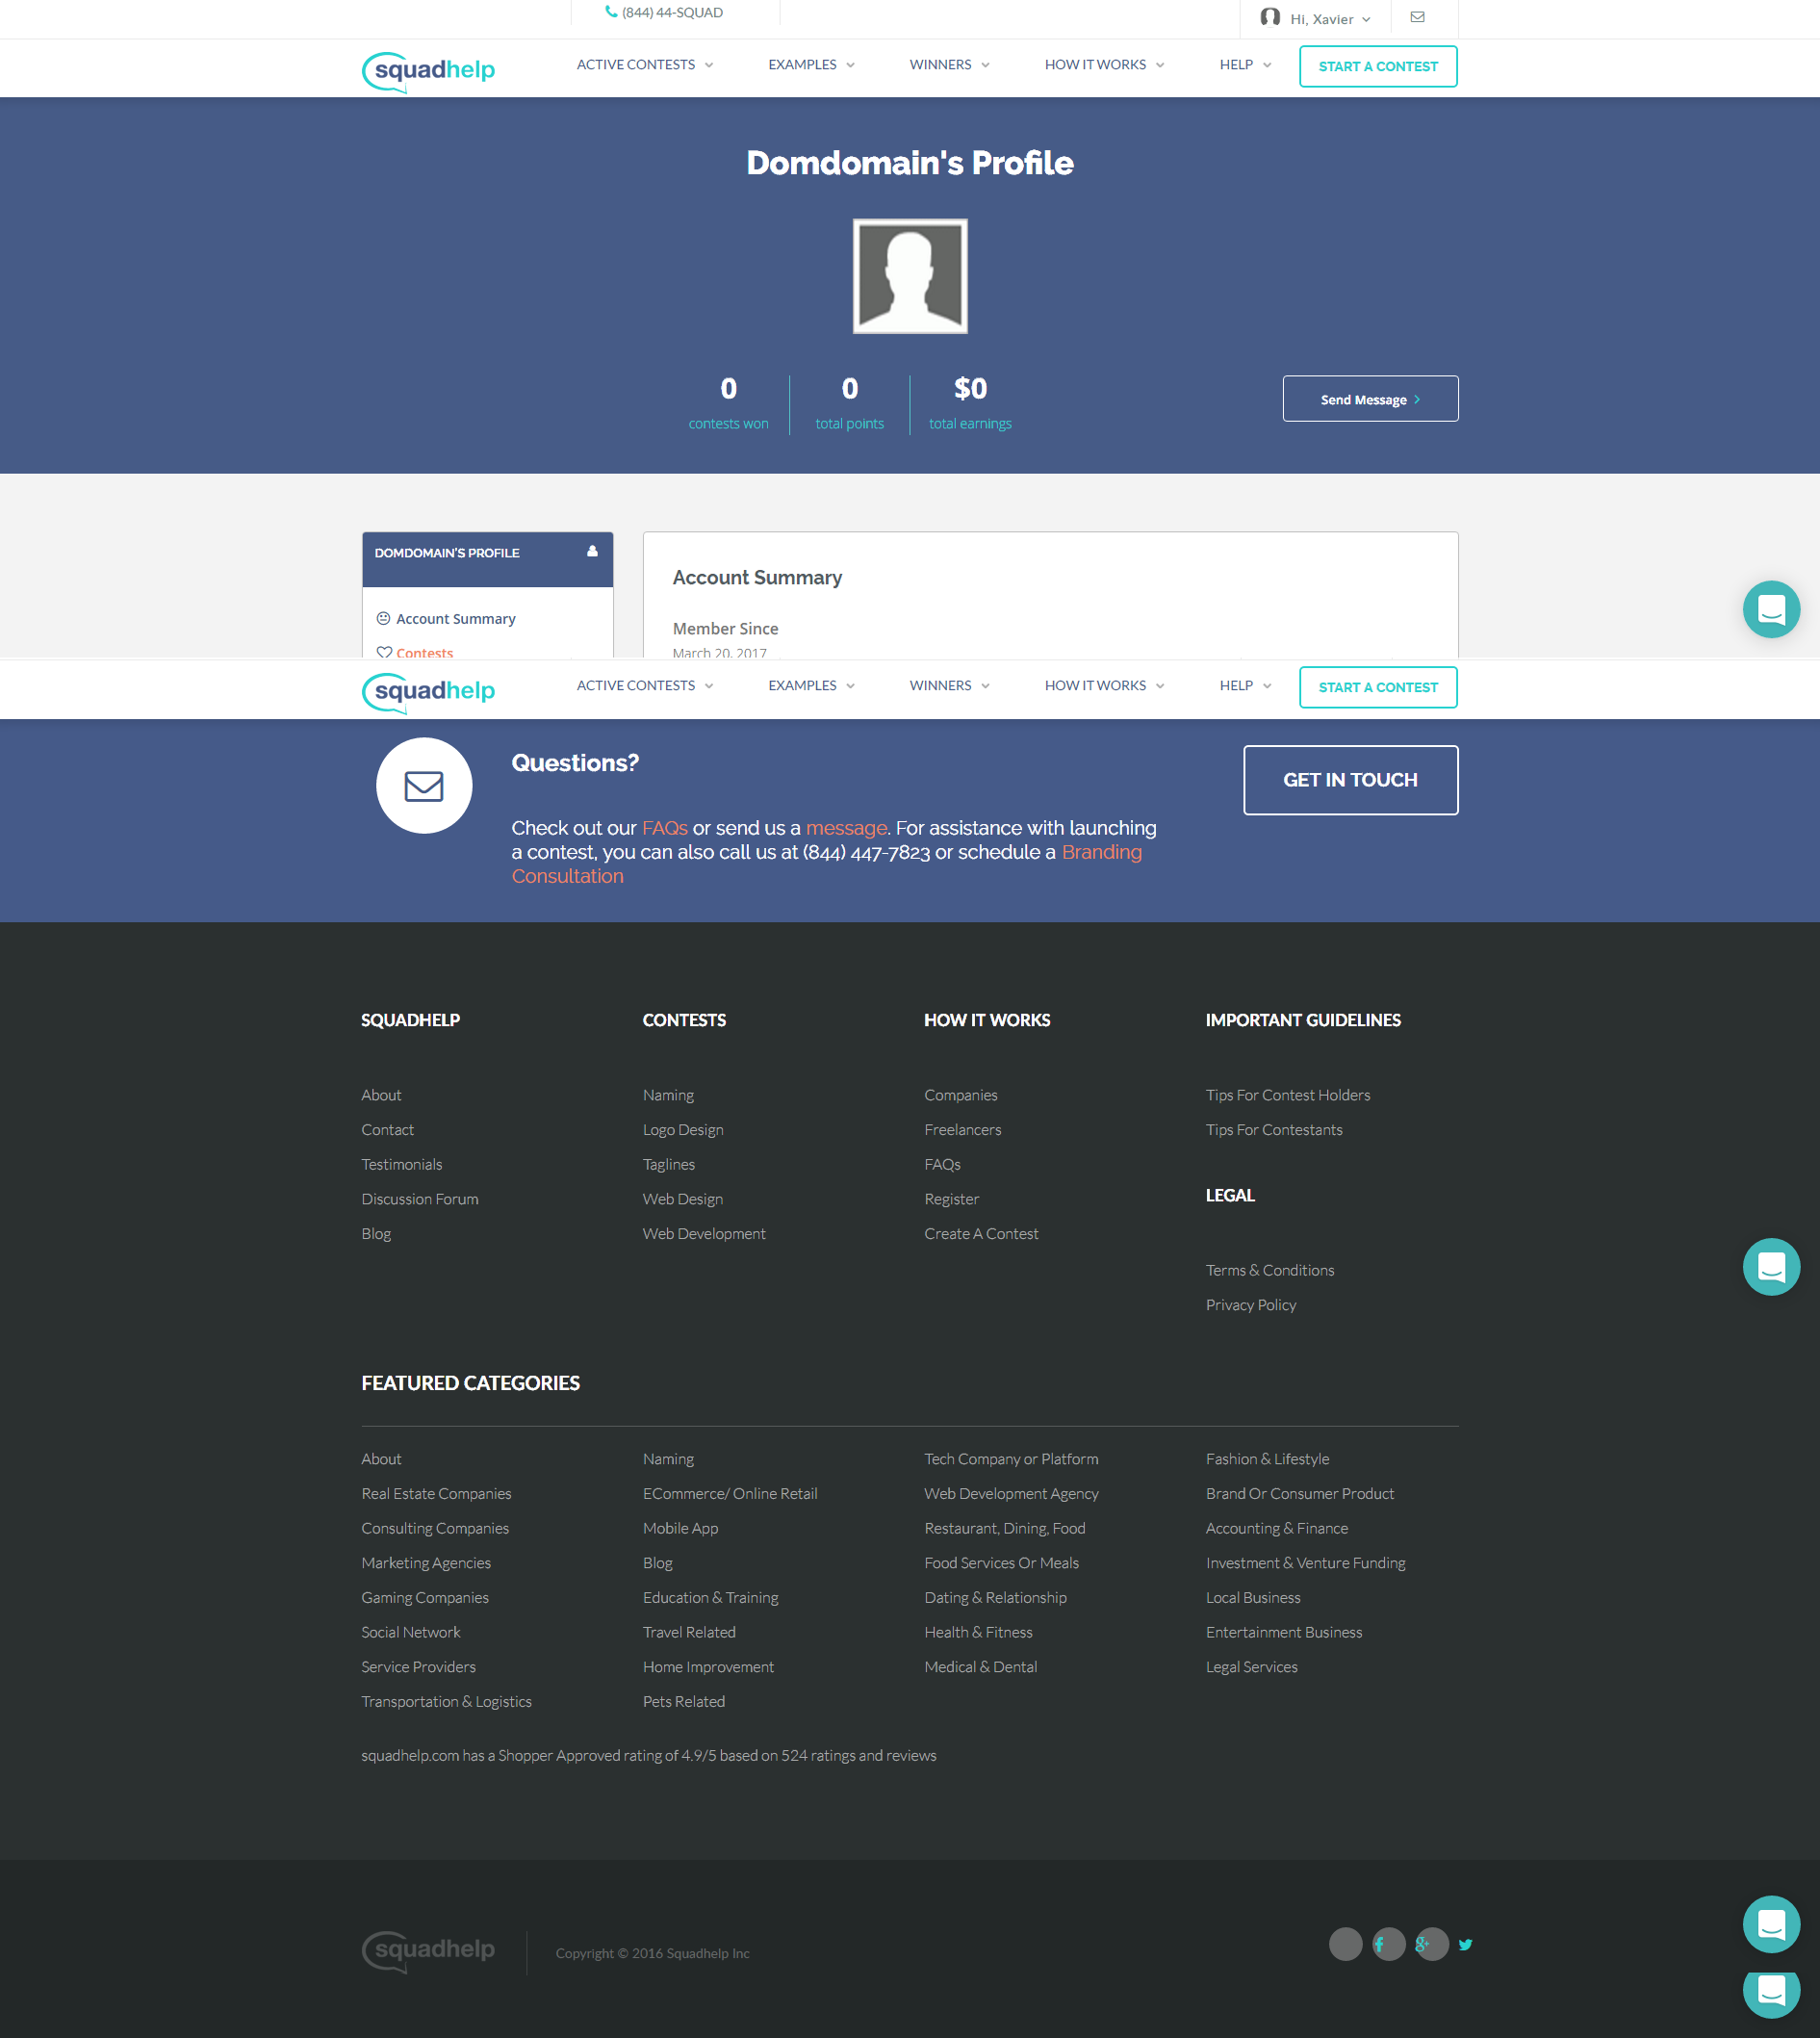 (844) 44-SQUAD
Hi, Xavier
squadhelp
ACTIVE CONTESTS EXAMPLES WINNERS HOW IT WORKS HELP START A CONTEST
Domdomain's Profile
0 0 $0
contests won total points total earnings
Send Message
DOMDOMAIN'S PROFILE
Account Summary
Contests
Account Summary
Member Since
March 20, 2017
squadhelp
ACTIVE CONTESTS EXAMPLES WINNERS HOW IT WORKS HELP START A CONTEST
Questions?
GET IN TOUCH
Check out our FAQs or send us a message. For assistance with launching
a contest, you can also call us at (844) 447-7823 or schedule a Branding
Consultation
SQUADHELP
About
Contact
Testimonials
Discussion Forum
Blog
CONTESTS
Naming
Logo Design
Taglines
Web Design
Web Development
HOW IT WORKS
Companies
Freelancers
FAQs
Register
Create A Contest
IMPORTANT GUIDELINES
Tips For Contest Holders
Tips For Contestants
LEGAL
Terms & Conditions
Privacy Policy
FEATURED CATEGORIES
About
Real Estate Companies
Consulting Companies
Marketing Agencies
Gaming Companies
Social Network
Service Providers
Transportation & Logistics
Naming
ECommerce/ Online Retail
Mobile App
Blog
Education & Training
Travel Related
Home Improvement
Pets Related
Tech Company or Platform
Web Development Agency
Restaurant, Dining, Food
Food Services Or Meals
Dating & Relationship
Health & Fitness
Medical & Dental
Fashion & Lifestyle
Brand Or Consumer Product
Accounting & Finance
Investment & Venture Funding
Local Business
Entertainment Business
Legal Services
squadhelp.com has a Shopper Approved rating of 4.9/5 based on 524 ratings and reviews
squadhelp
Copyright © 2016 Squadhelp Inc